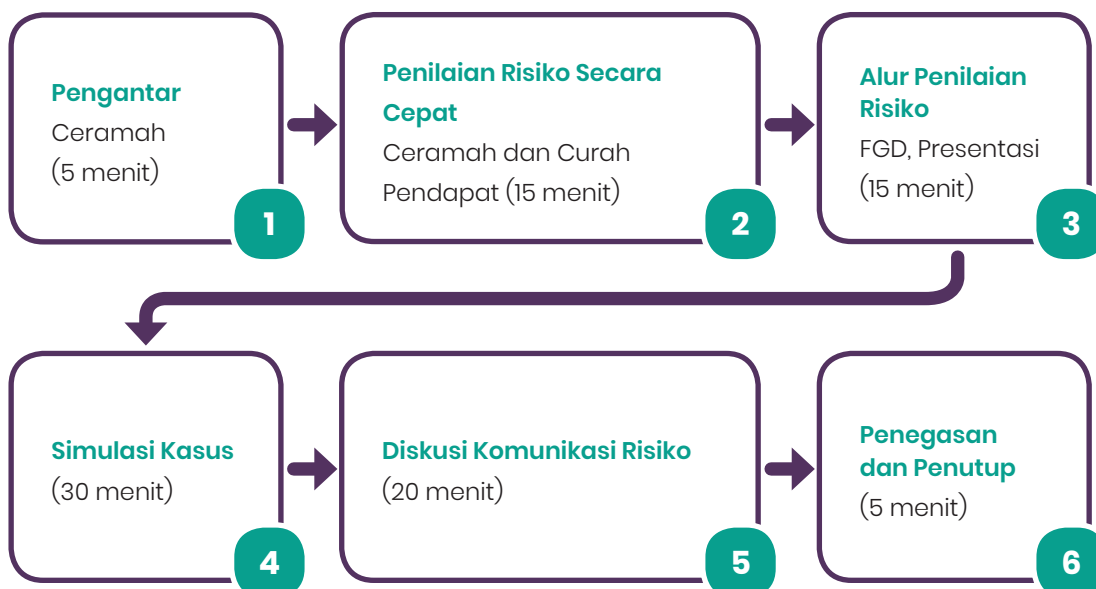 Pengantar
Ceramah
(5 menit)
1
Penilaian Risiko Secara
Cepat
Ceramah dan Curah
Pendapat (15 menit)
2
Alur Penilaian
Risiko
FGD, Presentasi
(15 menit)
3
Simulasi Kasus
(30 menit)
4
Diskusi Komunikasi Risiko
(20 menit)
5
Penegasan
dan Penutup
(5 menit)
6